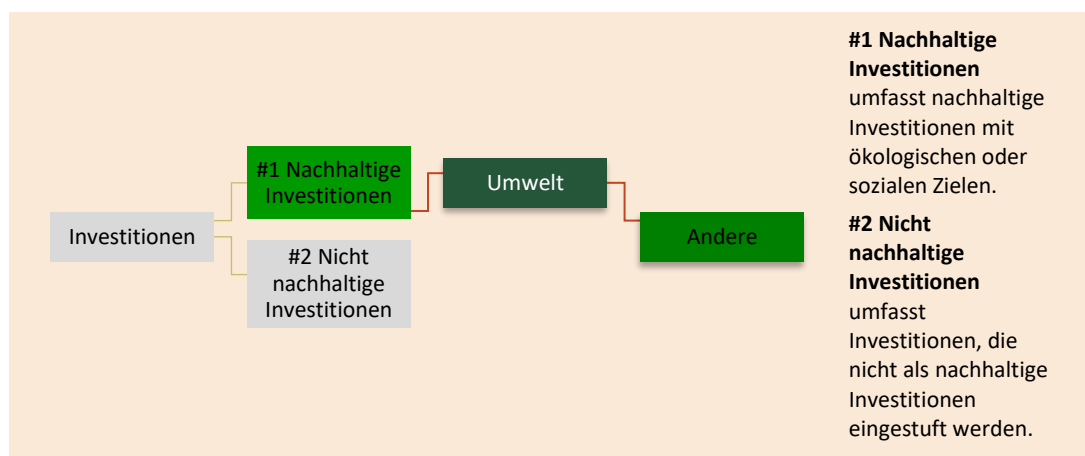 Investitionen
#1 Nachhaltige
Investitionen
#2 Nicht
nachhaltige
Investitionen
Umwelt
Andere
#1 Nachhaltige
Investitionen
umfasst nachhaltige
Investitionen mit
ökologischen oder
sozialen Zielen.
#2 Nicht
nachhaltige
Investitionen
umfasst
Investitionen, die
nicht als nachhaltige
Investitionen
eingestuft werden.